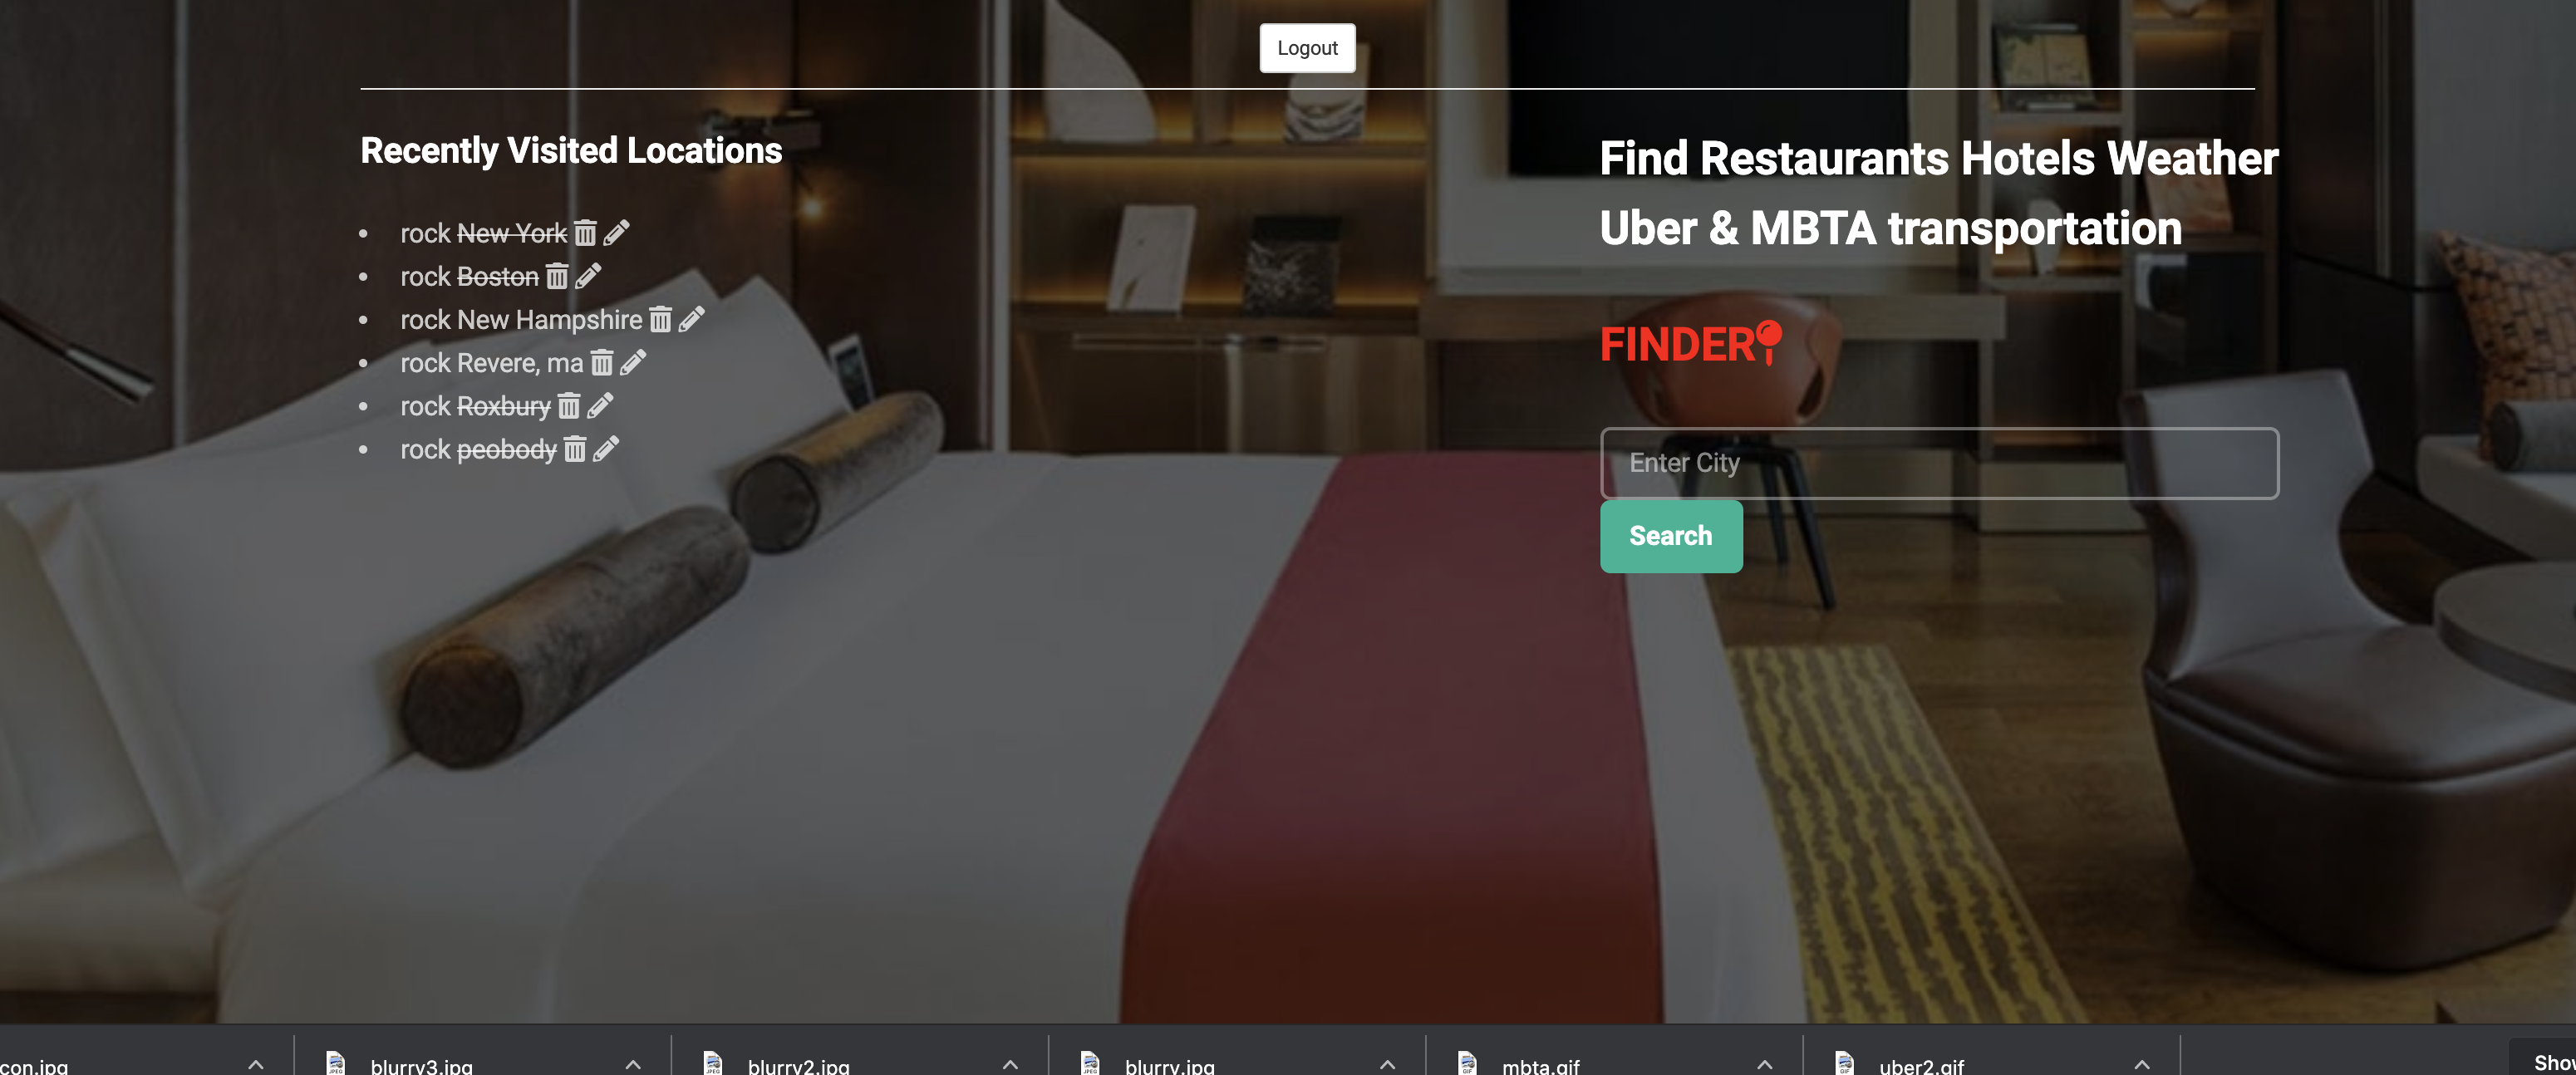 Logout
Recently Visited Locations
rock New York
rock Boston
rock New Hampshire
rock Revere, ma
rock Roxbury
rock peobody
Find Restaurants Hotels Weather
Uber & MBTA transportation
FINDER
Enter City
Search
con.jpg
blurry3.jpg
blurry2.jpg
blurry.jpg
mbta.gif
uber2.gif
Show